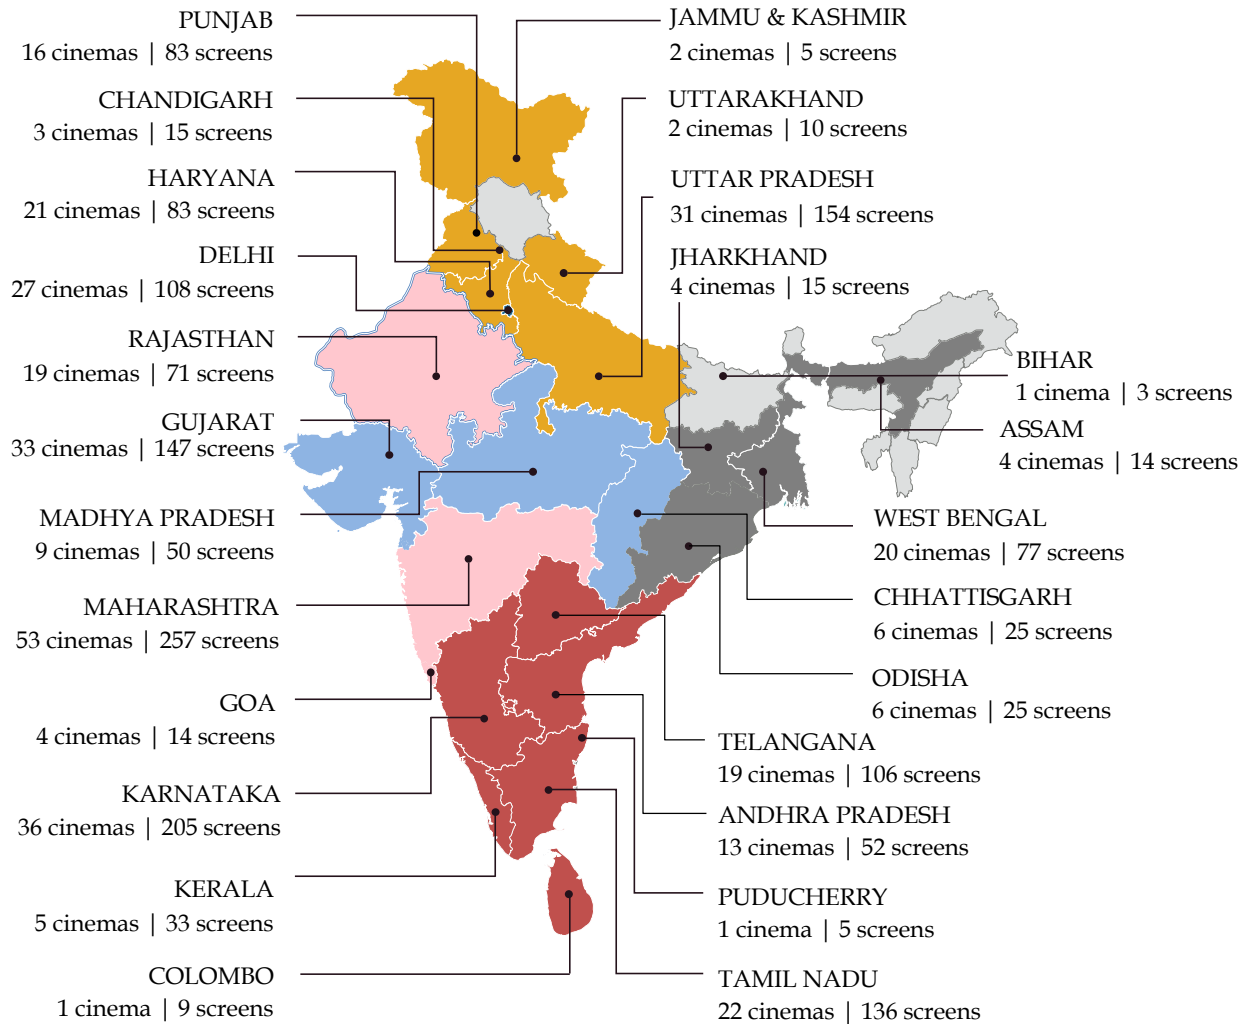 PUNJAB
16 cinemas | 83 screens
CHANDIGARH
3 cinemas | 15 screens
HARYANA
21 cinemas | 83 screens
DELHI
27 cinemas | 108 screens
RAJASTHAN
19 cinemas | 71 screens
GUJARAT
33 cinemas | 147 screens
MADHYA PRADESH
9 cinemas | 50 screens
MAHARASHTRA
53 cinemas | 257 screens
GOA
4 cinemas | 14 screens
KARNATAKA
36 cinemas | 205 screens
KERALA
5 cinemas | 33 screens
COLOMBO
1 cinema | 9 screens
JAMMU & KASHMIR
2 cinemas | 5 screens
UTTARAKHAND
2 cinemas | 10 screens
UTTAR PRADESH
31 cinemas | 154 screens
JHARKHAND
4 cinemas | 15 screens
BIHAR
1 cinema | 3 screens
ASSAM
4 cinemas | 14 screens
WEST BENGAL
20 cinemas | 77 screens
CHHATTISGARH
6 cinemas | 25 screens
ODISHA
6 cinemas | 25 screens
TELANGANA
19 cinemas | 106 screens
ANDHRA PRADESH
13 cinemas | 52 screens
PUDUCHERRY
1 cinema | 5 screens
TAMIL NADU
22 cinemas | 136 screens